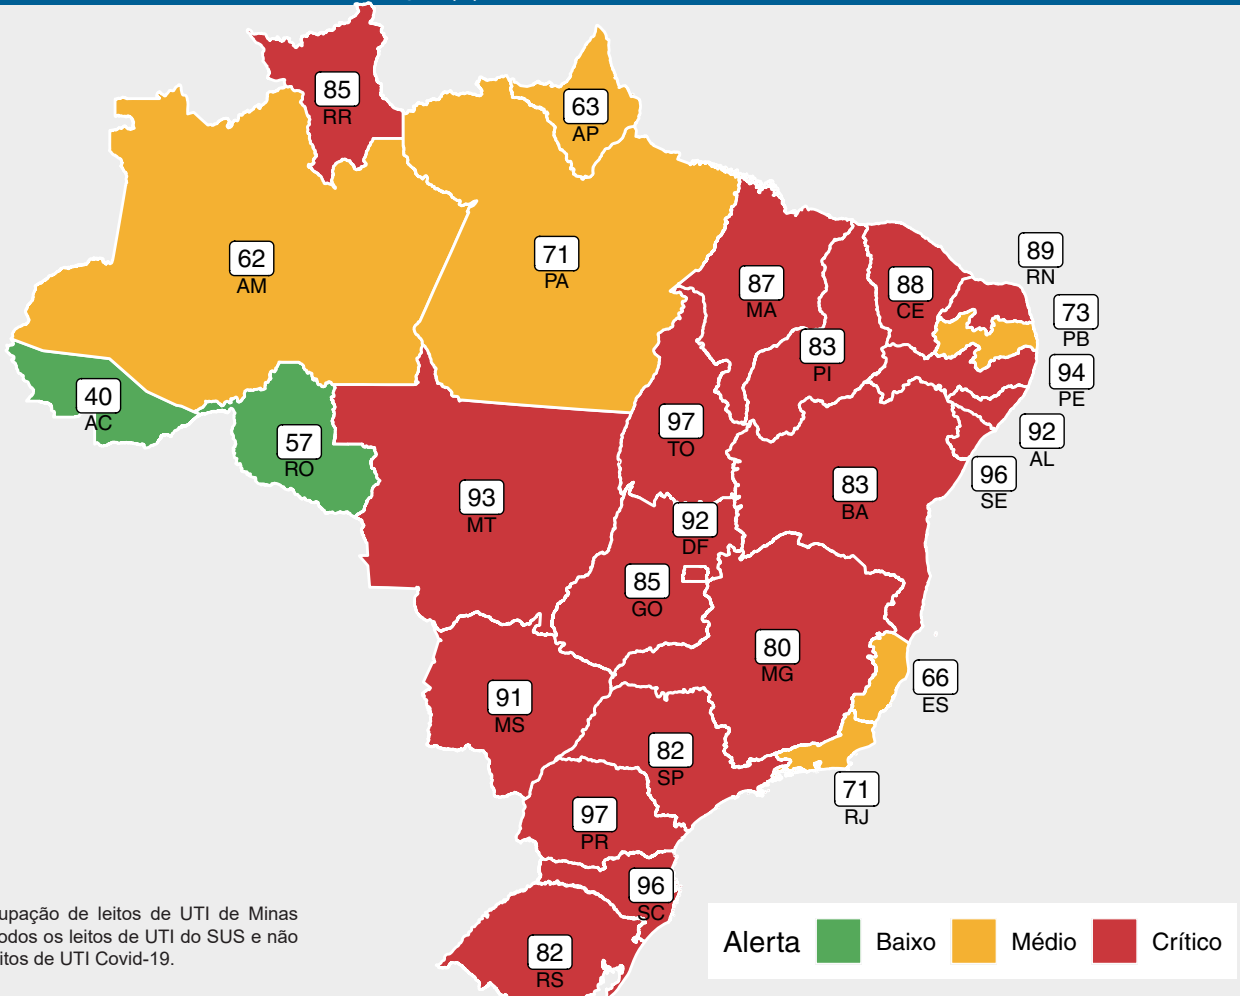 85
RR
63
AP
62
AM
71
PA
87
MA
88
CE
89
RN
73
PB
83
PI
94
PE
40
AC
57
RO
97
TO
92
AL
96
SE
93
MT
83
BA
92
DF
85
GO
80
MG
66
ES
91
MS
82
SP
71
RJ
97
PR
96
SC
82
RS
de leitos de UTI de Minas
os leitos de UTI do SUS e não
de UTI Covid-19.
Alerta Baixo Médio Crítico